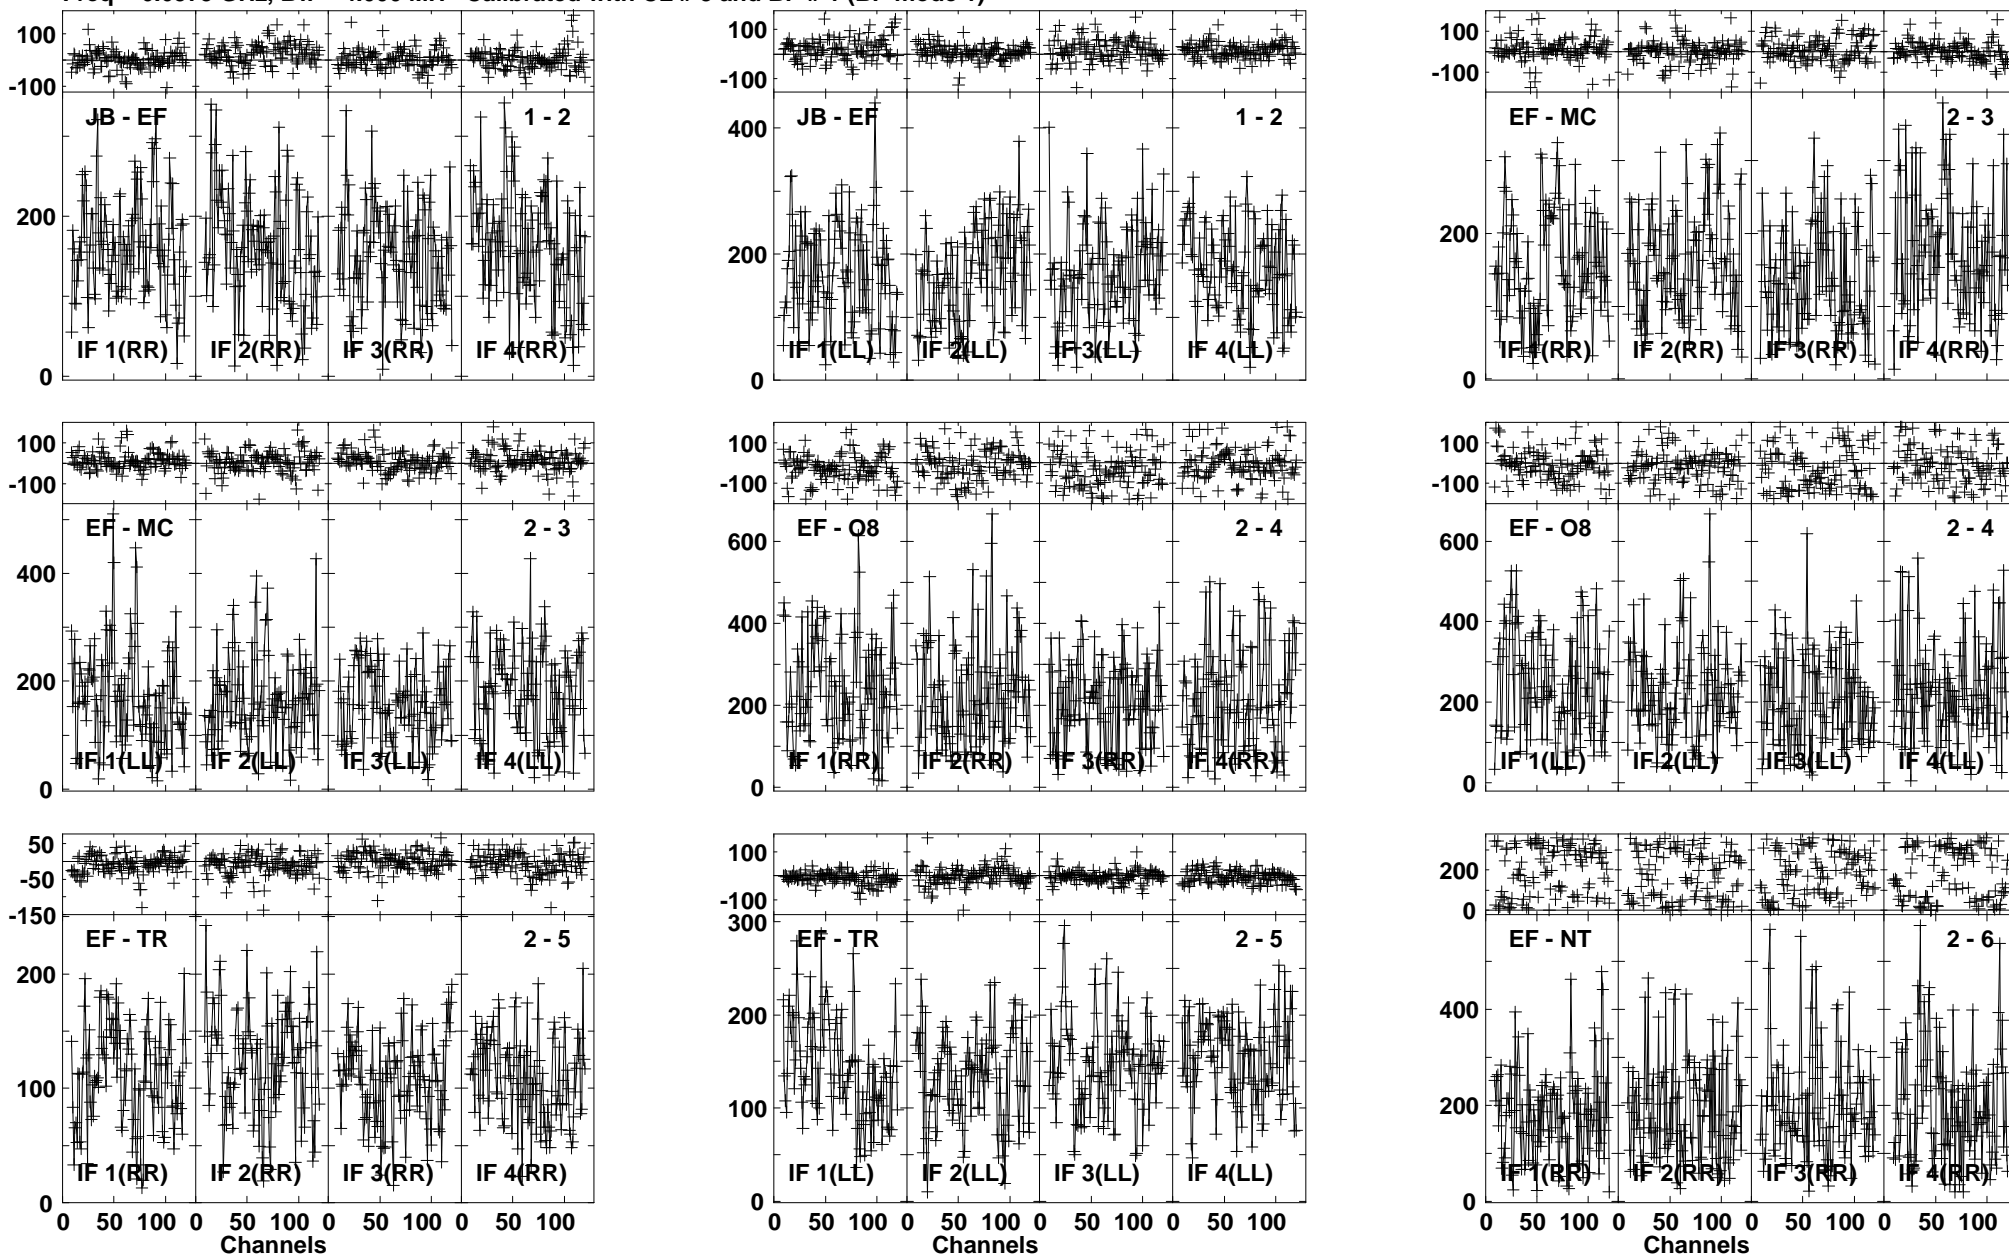 100
-100
JB - EF 1 - 2
200
0
IF 1(RR) IF 2(RR) IF 3(RR) IF 4(RR)
100
-100
JB - EF 1 - 2
400
200
0
IF 1(LL) IF 2(LL) IF 3(LL) IF 4(LL)
100
-100
EF - MC 2 - 3
200
0
IF 1(RR) IF 2(RR) IF 3(RR) IF 4(RR)
100
-100
EF - MC 2 - 3
400
200
0
IF 1(LL) IF 2(LL) IF 3(LL) IF 4(LL)
100
-100
EF - O8 2 - 4
600
400
200
0
IF 1(RR) IF 2(RR) IF 3(RR) IF 4(RR)
100
-100
EF - O8 2 - 4
600
400
200
0
IF 1(LL) IF 2(LL) IF 3(LL) IF 4(LL)
50
-50
-150
EF - TR 2 - 5
200
100
0
IF 1(RR) IF 2(RR) IF 3(RR) IF 4(RR)
0 50 100 0 50 100 0 50 100 0 50 100
Channels
100
-100
EF - TR 2 - 5
300
200
100
0
IF 1(LL) IF 2(LL) IF 3(LL) IF 4(LL)
0 50 100 0 50 100 0 50 100 0 50 100
Channels
200
0
EF - NT 2 - 6
400
200
0
IF 1(RR) IF 2(RR) IF 3(RR) IF 4(RR)
0 50 100 0 50 100 0 50 100 0 50 100
Channels